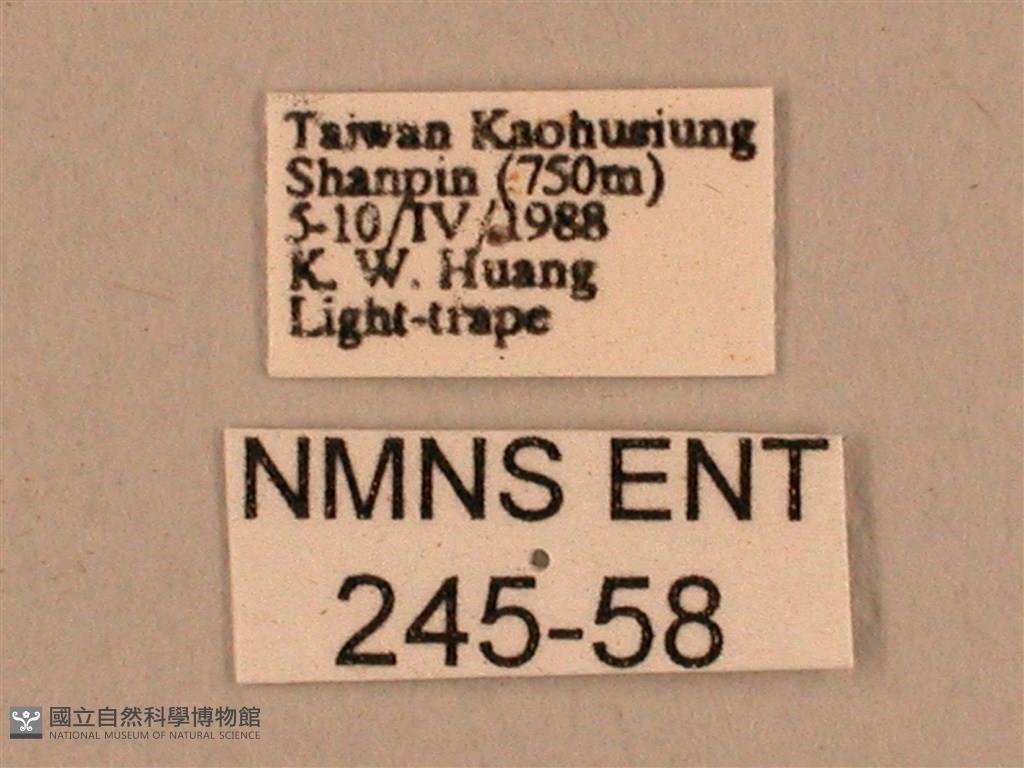 Taiwan Kaohusiung
Shanpin (750m)
5-10/IV/1988
K. W. Huang
Light-trape
NMNS ENT
245-58
國立自然科學博物館
NATIONAL MUSEUM OF NATURAL SCIENCE